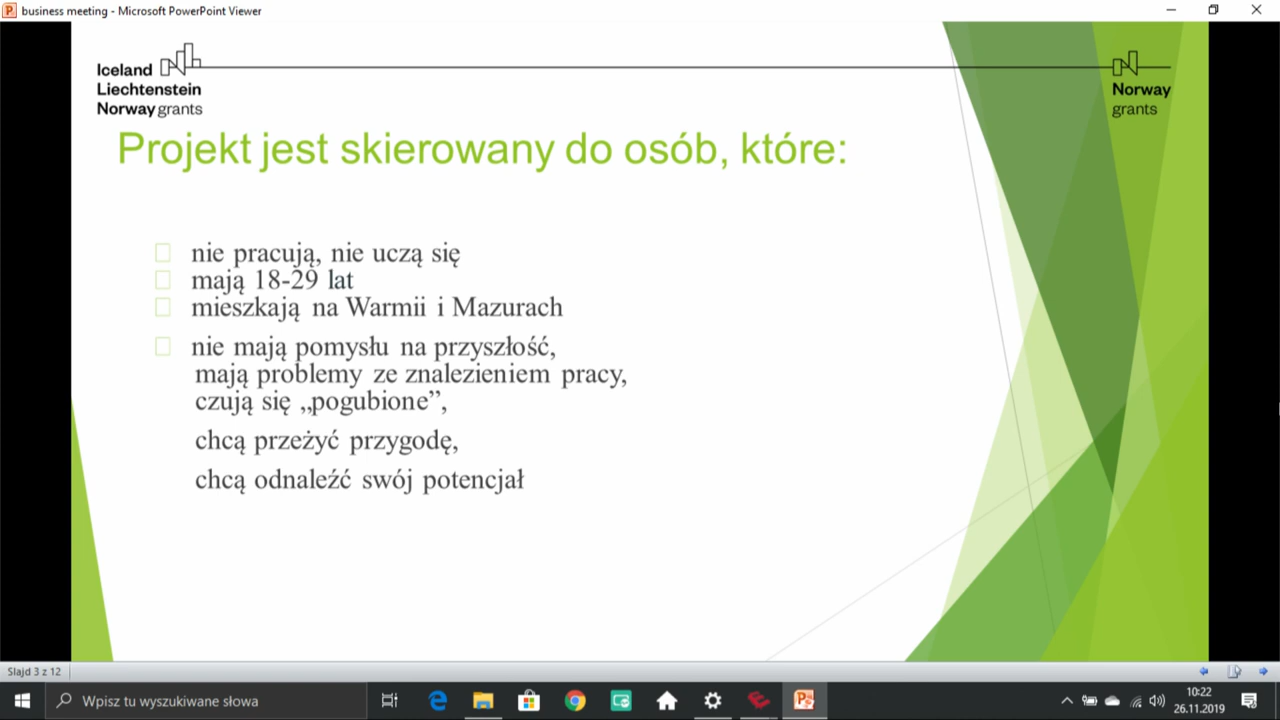 business meeting - Microsoft PowerPoint Viewer
Iceland
Liechtenstein
Norway grants
Norway
grants
Projekt jest skierowany do osób, które:
nie pracują, nie uczą się
mają 18-29 lat
mieszkają na Warmii i Mazurach
nie mają pomysłu na przyszłość,
mają problemy ze znalezieniem pracy,
czują się „pogubione”,
chcą przeżyć przygodę,
chcą odnaleźć swój potencjał
Slajd 3 z 12
Wpisz tu wyszukiwane słowa
10:22
26.11.2019